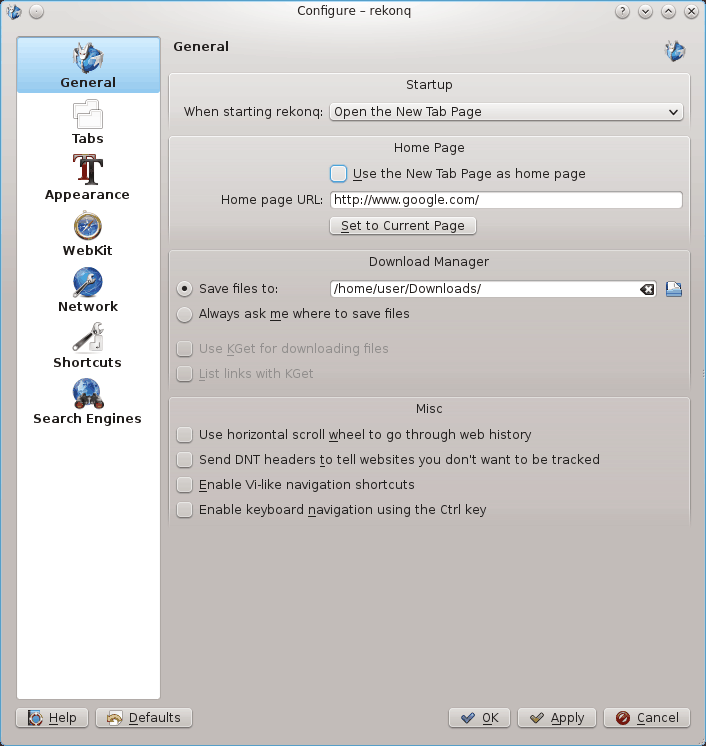 Configure – rekonq
General
Tabs
Appearance
WebKit
Network
Shortcuts
Search Engines
General
Startup
When starting rekonq: Open the New Tab Page
Home Page
Use the New Tab Page as home page
Home page URL: http://www.google.com/
Set to Current Page
Download Manager
Save files to: /home/user/Downloads/
Always ask me where to save files
Use KGet for downloading files
List links with KGet
Misc
Use horizontal scroll wheel to go through web history
Send DNT headers to tell websites you don't want to be tracked
Enable Vi-like navigation shortcuts
Enable keyboard navigation using the Ctrl key
Help Defaults OK Apply Cancel